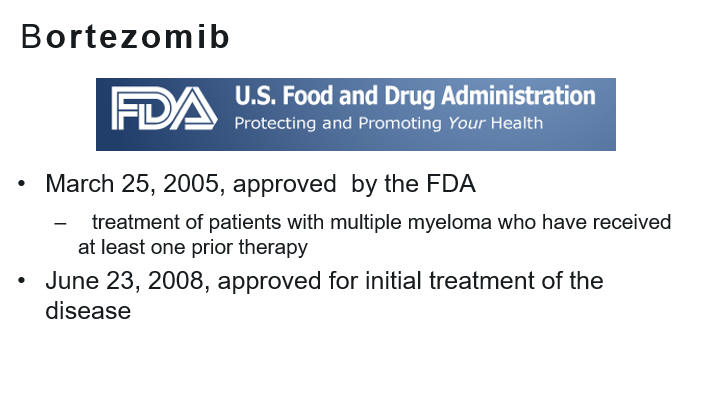 Bortezomib
FDA
U.S. Food and Drug Administration
Protecting and Promoting Your Health
• March 25, 2005, approved  by the FDA
– treatment of patients with multiple myeloma who have received
at least one prior therapy
• June 23, 2008, approved for initial treatment of the
disease